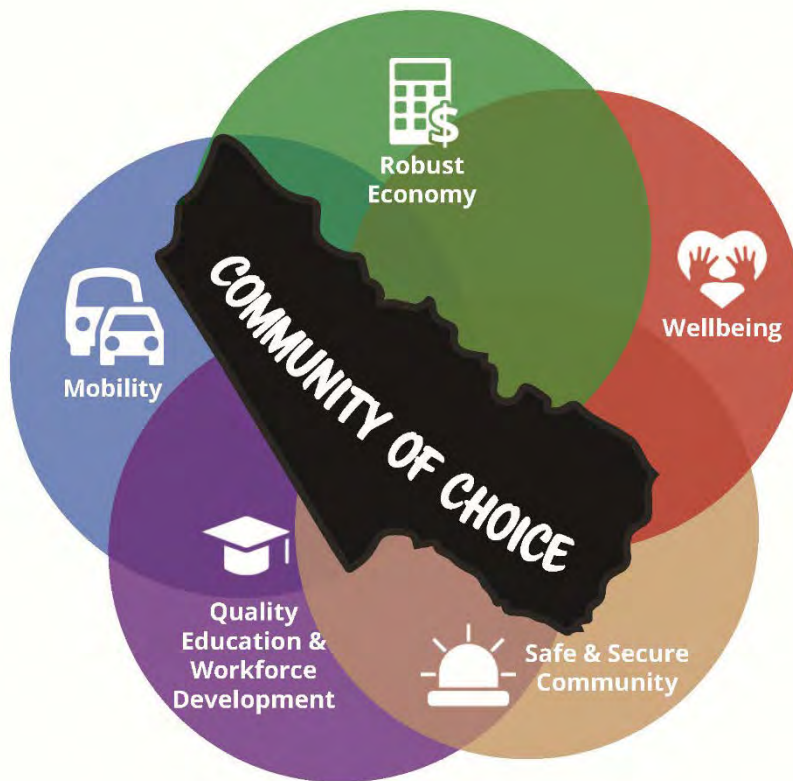 $
Robust
Economy
Wellbeing
Mobility
COMMUNITY OF CHOICE
Quality
Education &
Workforce
Development
Safe & Secure
Community